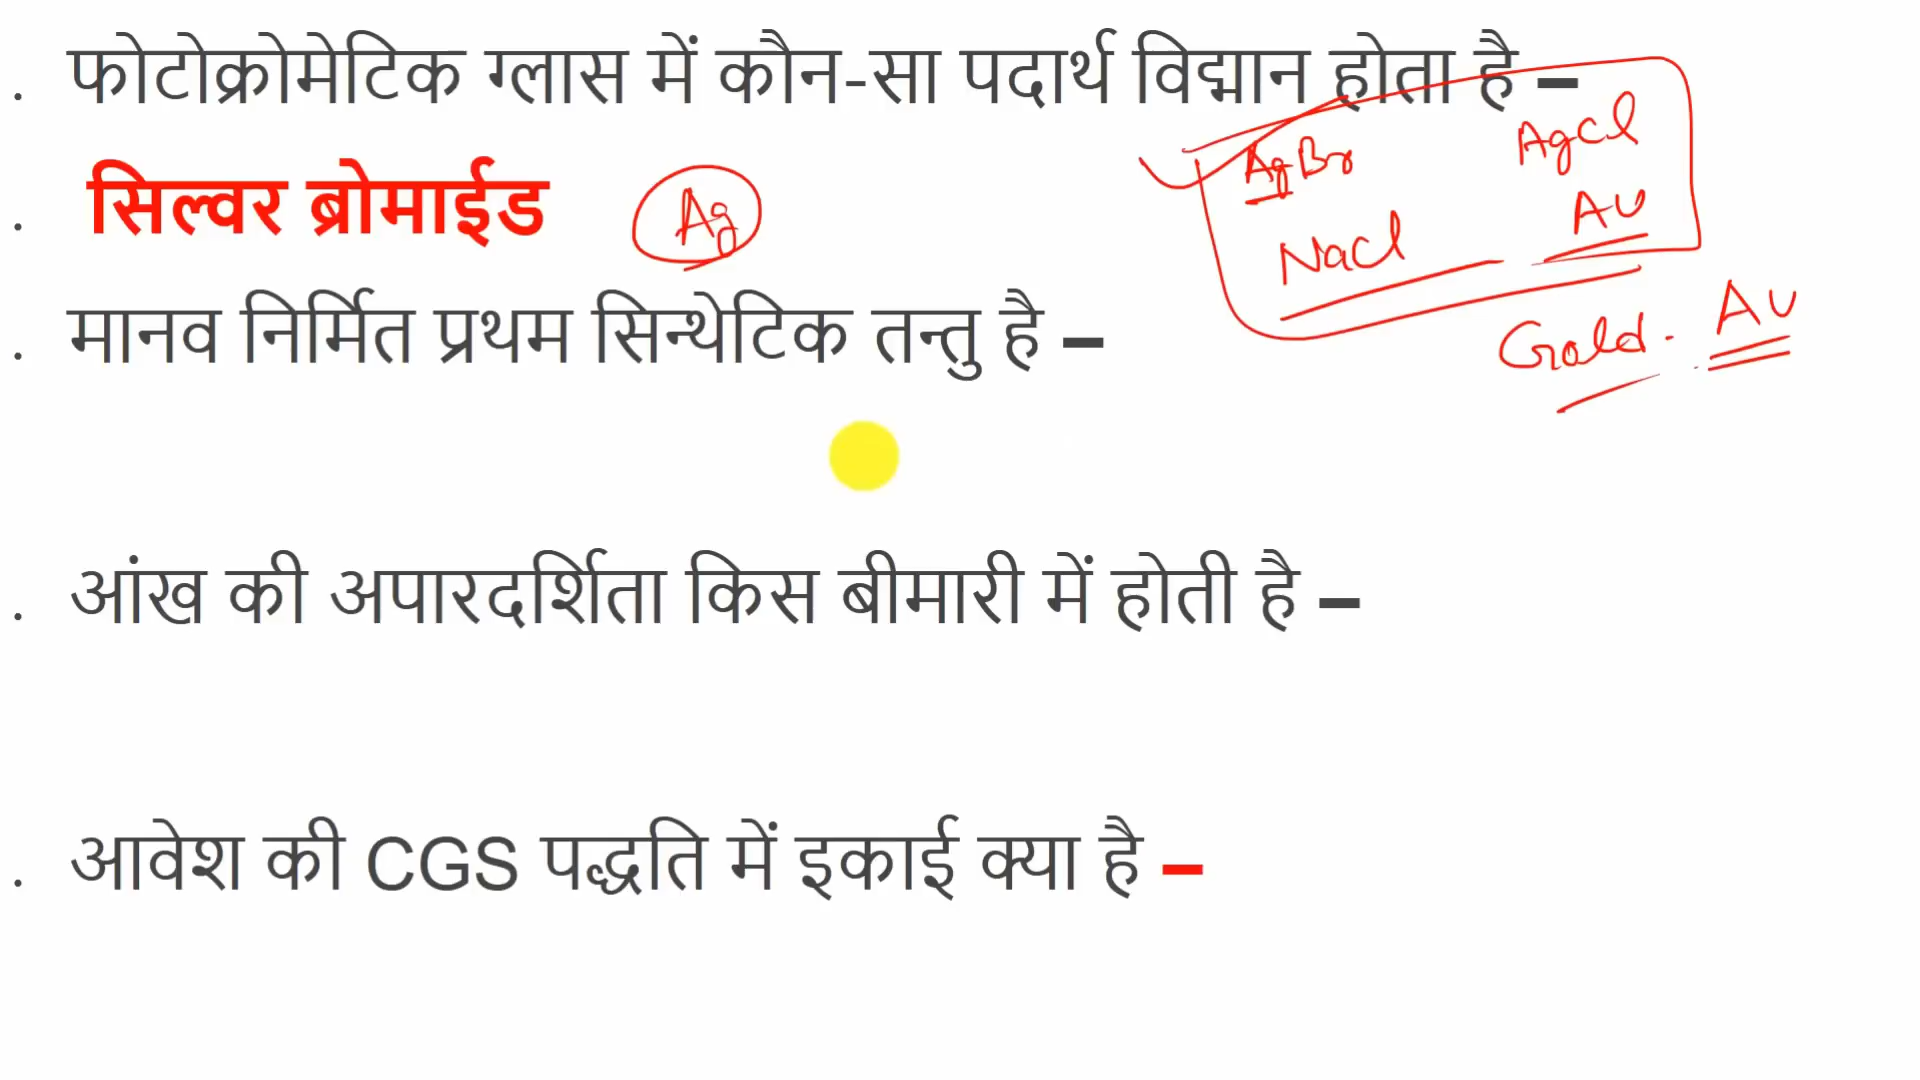 . फोटोक्रोमेटिक ग्लास में कौन-सा पदार्थ विद्मान होता है –
AgBr AgCl
. सिल्वर ब्रोमाईड Ag
NaCl Au
. मानव निर्मित प्रथम सिन्थेटिक तन्तु है –
Gold. Au
. आंख की अपारदर्शिता किस बीमारी में होती है –
. आवेश की CGS पद्धति में इकाई क्या है –